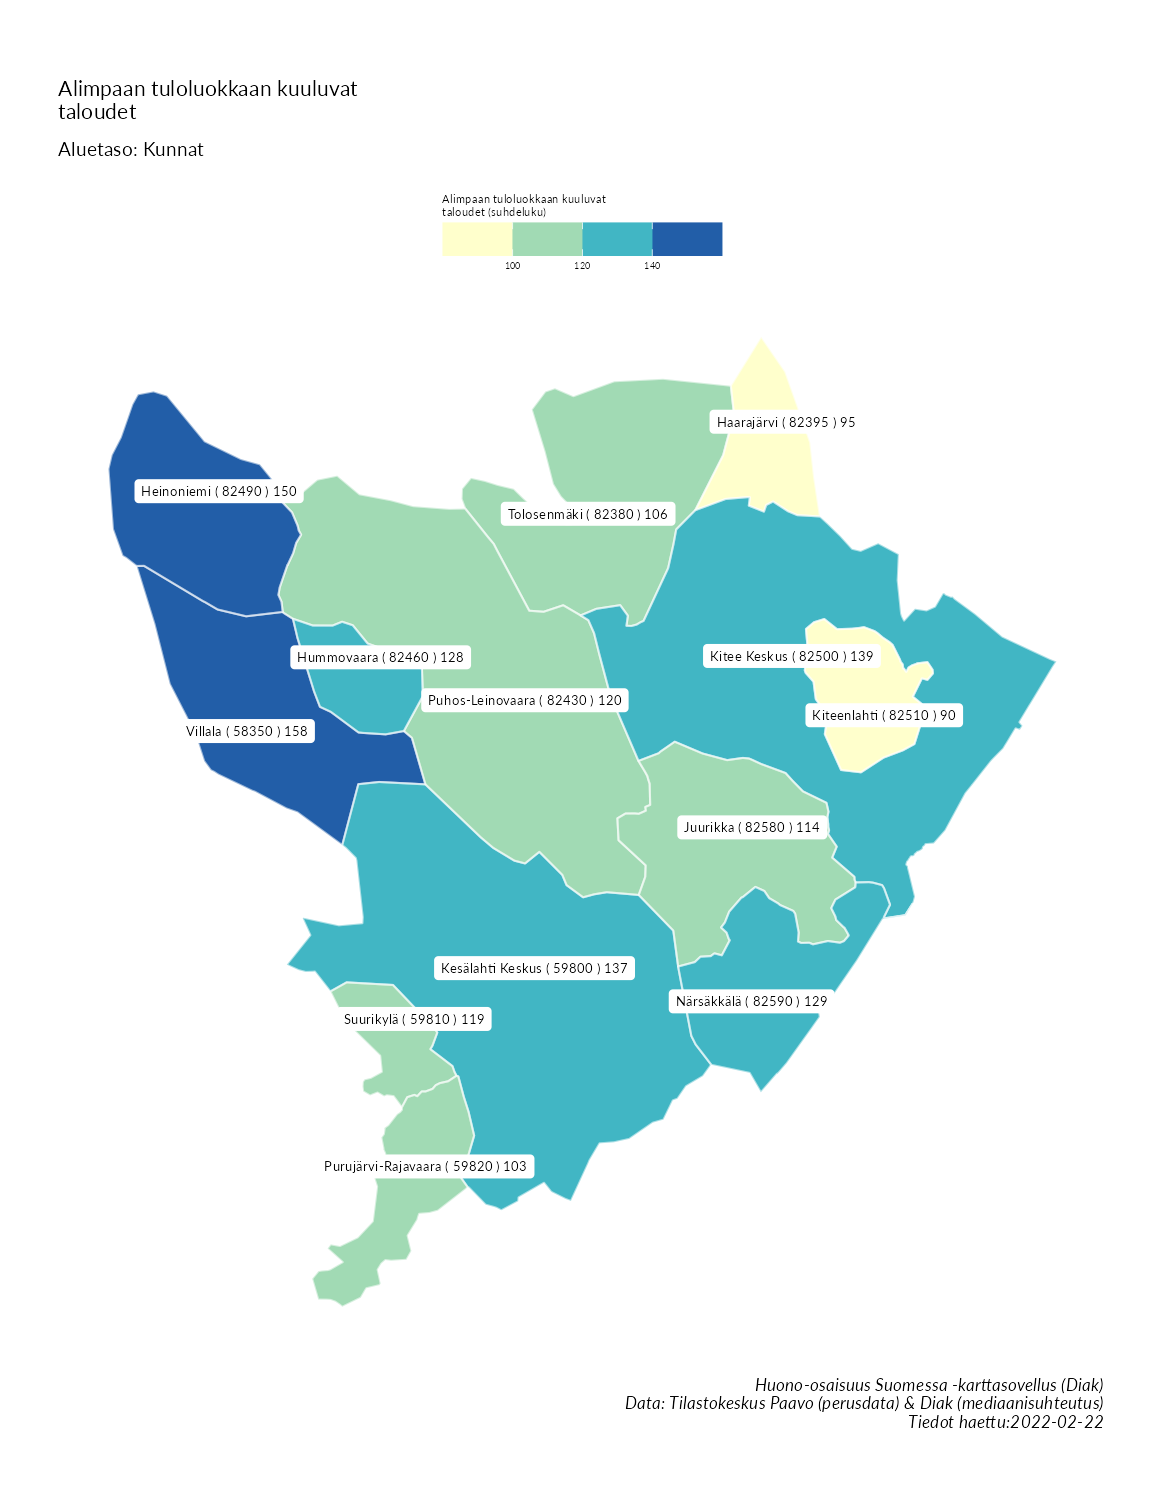 Alimpaan tuloluokkaan kuuluvat
taloudet
Aluetaso: Kunnat
Alimpaan tuloluokkaan kuuluvat
taloudet (suhdeluku)
100 120 140
Haarajärvi ( 82395 ) 95
Heinoniemi ( 82490 ) 150
Tolosenmäki ( 82380 ) 106
Hummovaara ( 82460 ) 128
Kitee Keskus ( 82500 ) 139
Puhos-Leinovaara ( 82430 ) 120
Kiteenlahti ( 82510 ) 90
Villala ( 58350 ) 158
Juurikka ( 82580 ) 114
Kesälahti Keskus ( 59800 ) 137
Närsäkkälä ( 82590 ) 129
Suurikylä ( 59810 ) 119
Purujärvi-Rajavaara ( 59820 ) 103
Huono-osaisuus Suomessa -karttasovellus (Diak)
Data: Tilastokeskus Paavo (perusdata) & Diak (mediaanisuhteutus)
Tiedot haettu:2022-02-22